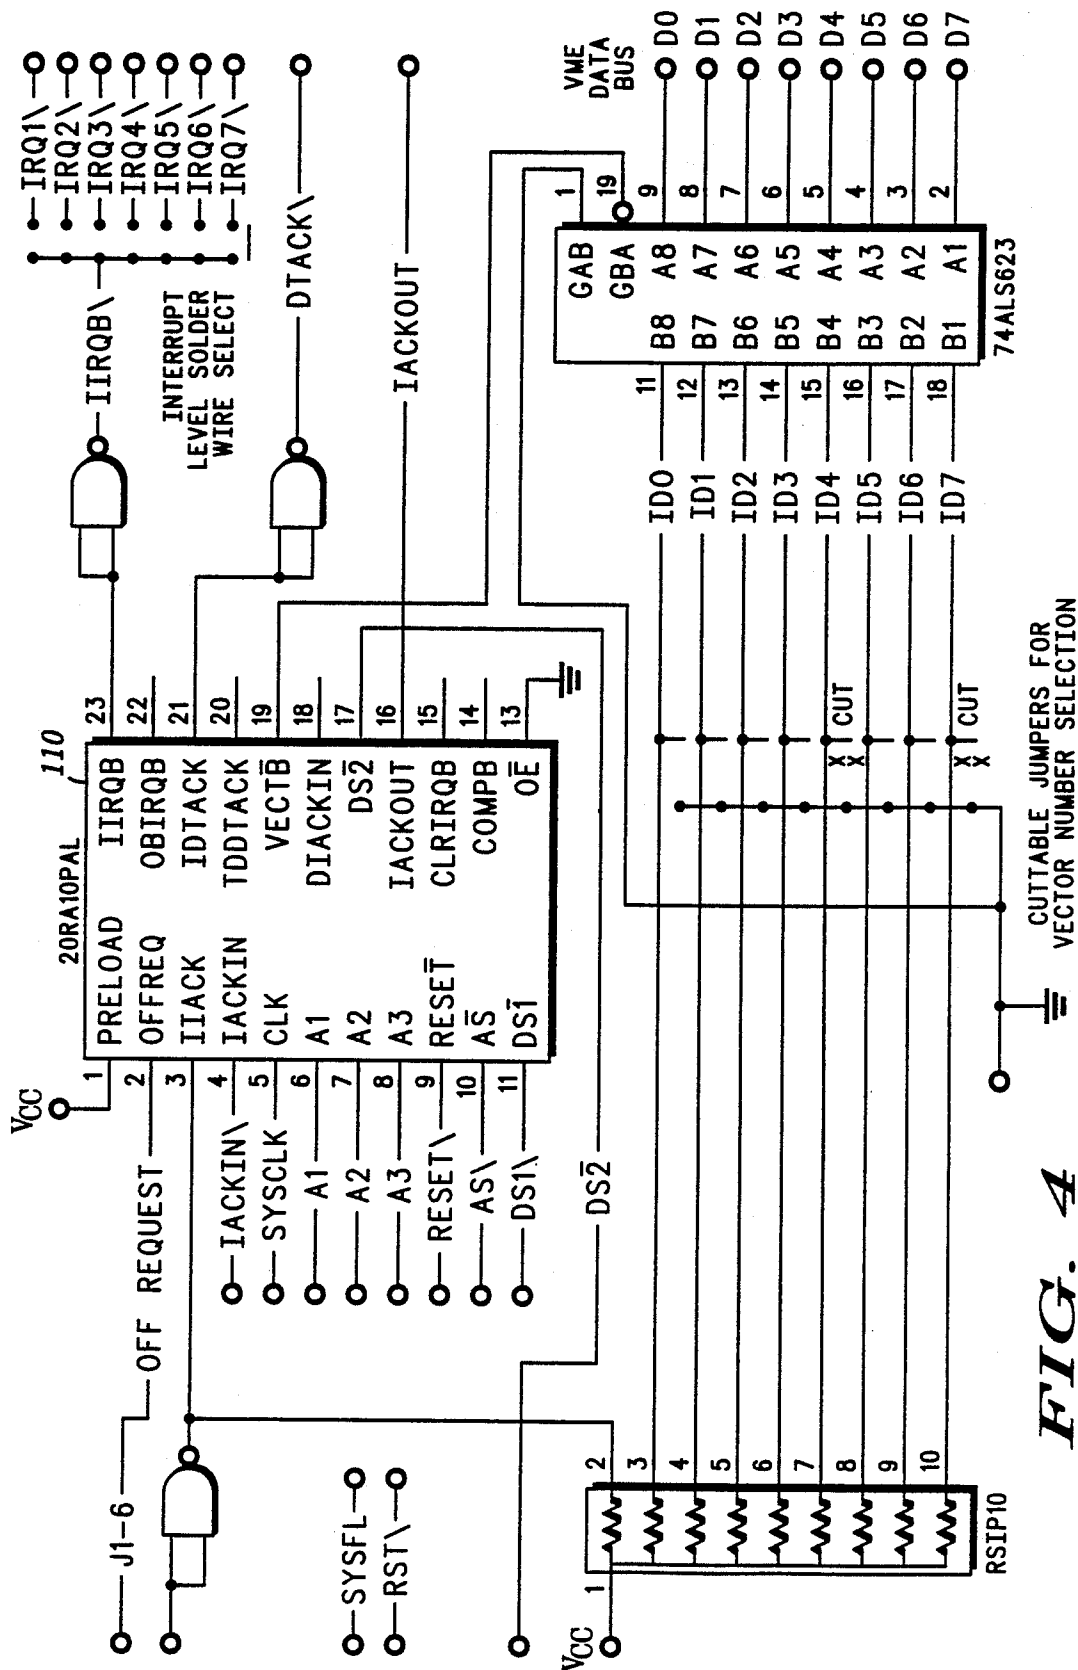 J1-6
OFF REQUEST
VCC
SYSFL
RST\
IACKIN\
SYSCLK
A1
A2
A3
RESET\
AS\
DS1\
20RA10PAL
110
1 PRELOAD
2 OFFREQ
3 IIACK
4 IACKIN
5 CLK
6 A1
7 A2
8 A3
9 RESET̅
10 A̅S̅
11 DS1̅
IIRQB 23
OBIRQB 22
IDTACK 21
TDDTACK 20
VECTB̅ 19
DIACKIN 18
DS2̅ 17
IACKOUT 16
CLRIRQB 15
COMPB 14
O̅E̅ 13
IIRQB\
IRQ1\
IRQ2\
IRQ3\
IRQ4\
IRQ5\
IRQ6\
IRQ7\
INTERRUPT
LEVEL SOLDER
WIRE SELECT
DTACK\
IACKOUT
DS2̅
VCC
1
2
3
4
5
6
7
8
9
10
RSIP10
ID0
ID1
ID2
ID3
ID4
ID5
ID6
ID7
X
X CUT
X
X CUT
CUTTABLE JUMPERS FOR
VECTOR NUMBER SELECTION
GAB 1
GBA 19
11 B8 A8 9
12 B7 A7 8
13 B6 A6 7
14 B5 A5 6
15 B4 A4 5
16 B3 A3 4
17 B2 A2 3
18 B1 A1 2
74ALS623
VME
DATA
BUS
D0
D1
D2
D3
D4
D5
D6
D7
FIG. 4